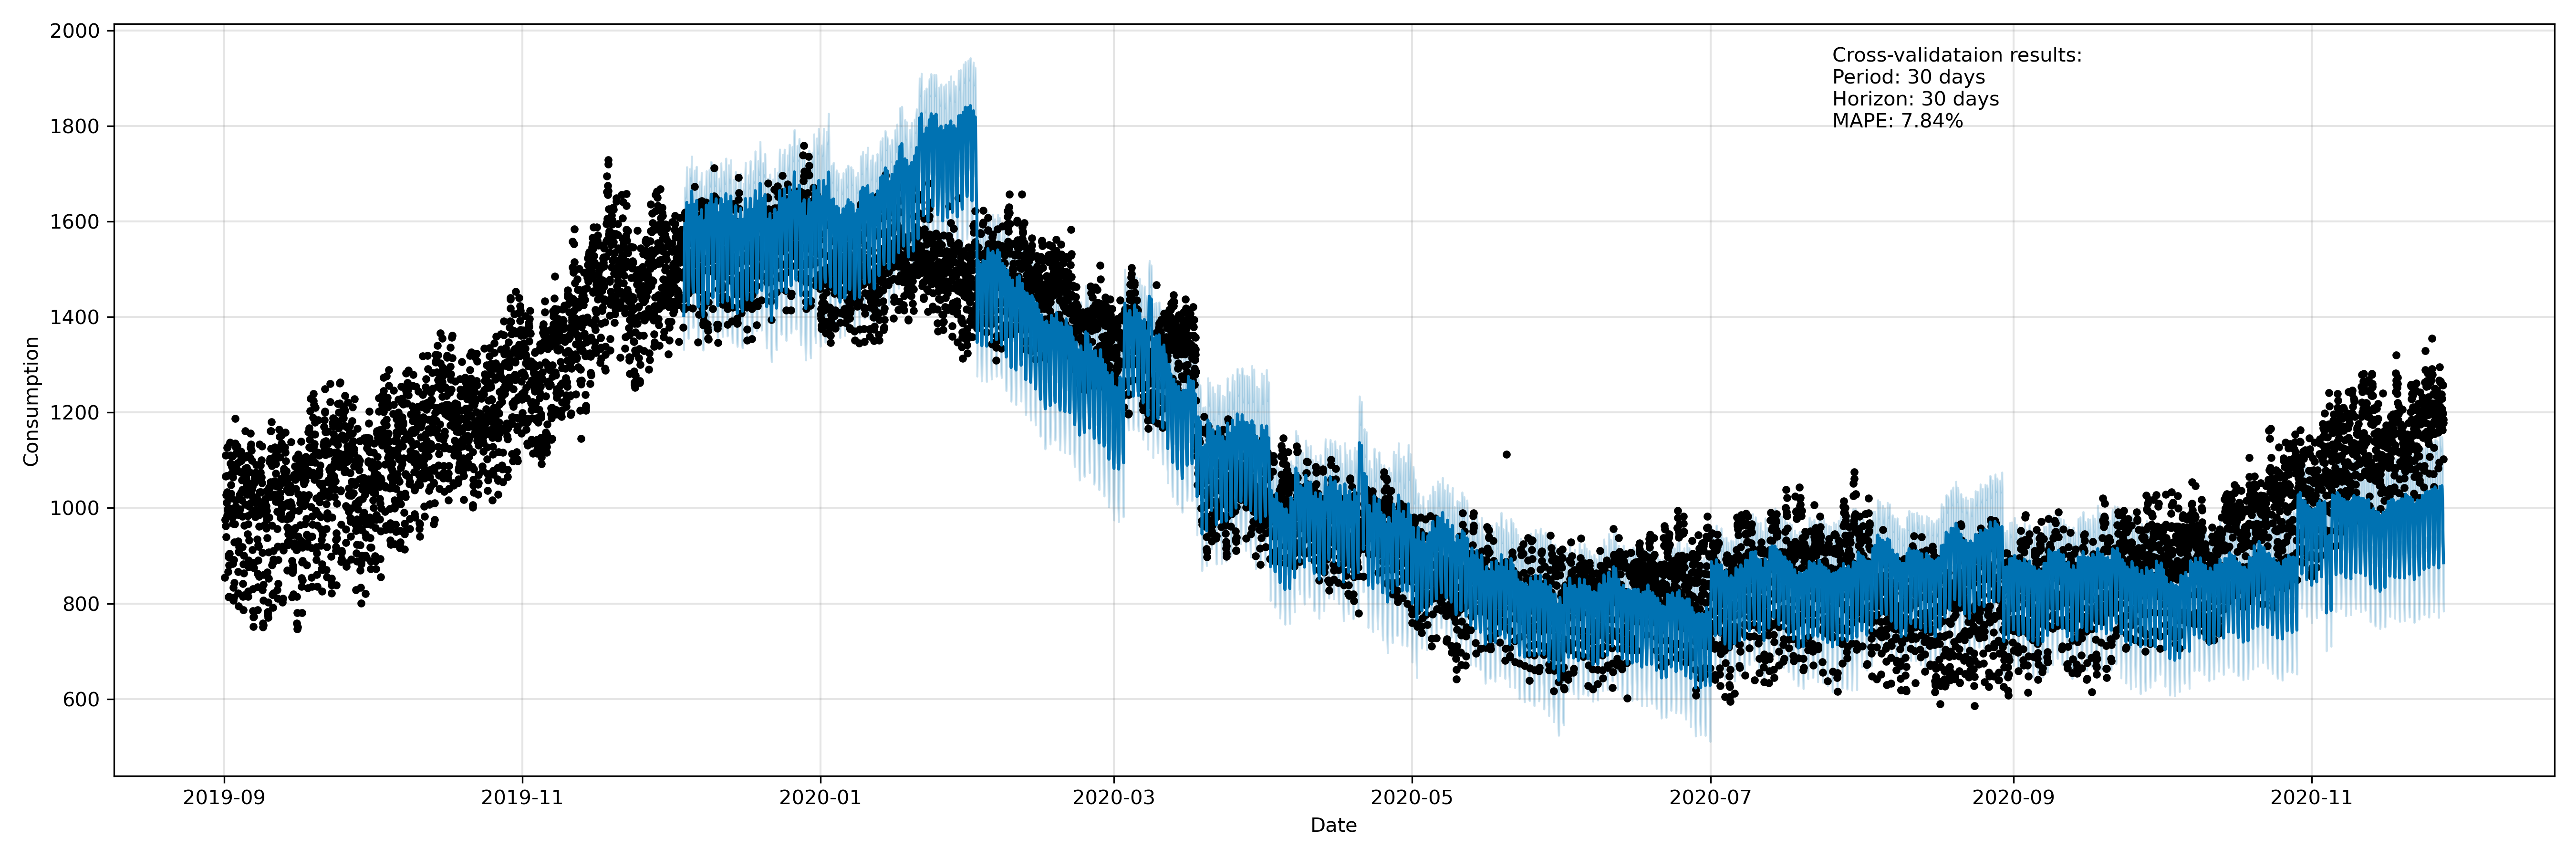 Cross-validataion results:
Period: 30 days
Horizon: 30 days
MAPE: 7.84%
2000
1800
1600
1400
1200
1000
800
600
Consumption
2019-09 2019-11 2020-01 2020-03 2020-05 2020-07 2020-09 2020-11
Date